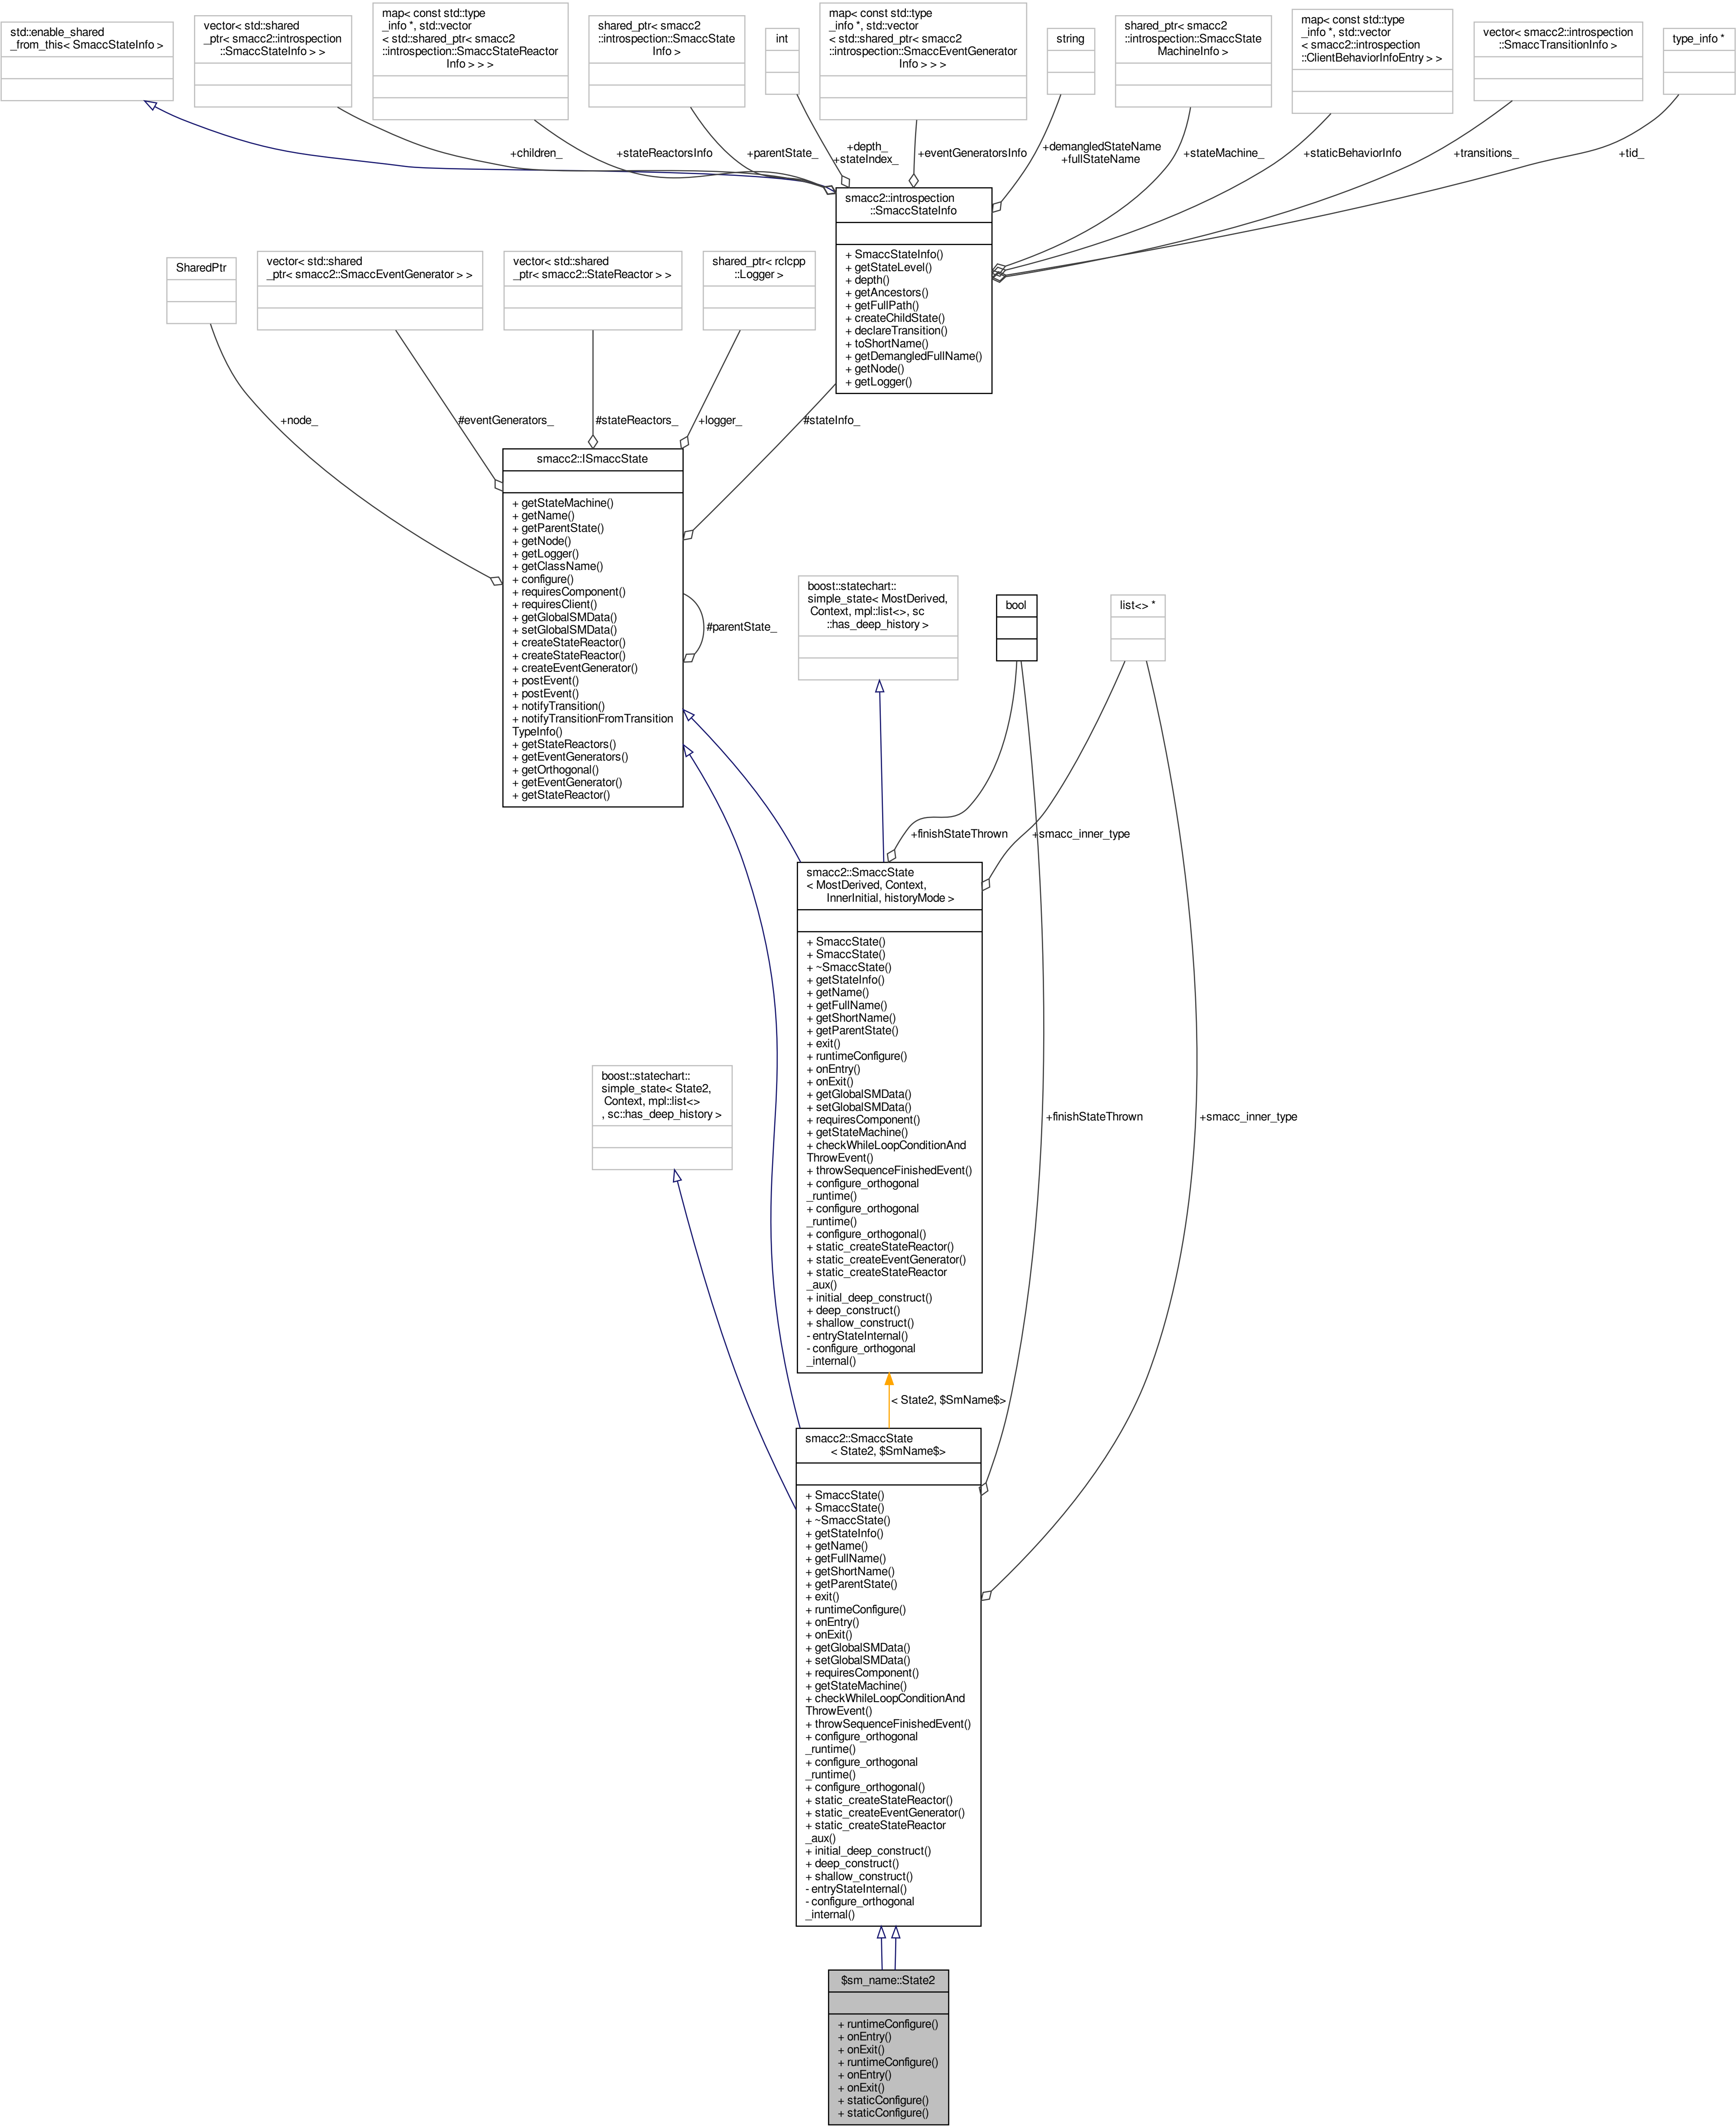 std::enable_shared
_from_this< SmaccStateInfo >
vector< std::shared
_ptr< smacc2::introspection
::SmaccStateInfo > >
map< const std::type
_info *, std::vector
< std::shared_ptr< smacc2
::introspection::SmaccStateReactor
Info > > >
shared_ptr< smacc2
::introspection::SmaccState
Info >
int
map< const std::type
_info *, std::vector
< std::shared_ptr< smacc2
::introspection::SmaccEventGenerator
Info > > >
string
shared_ptr< smacc2
::introspection::SmaccState
MachineInfo >
map< const std::type
_info *, std::vector
< smacc2::introspection
::ClientBehaviorInfoEntry > >
vector< smacc2::introspection
::SmaccTransitionInfo >
type_info *
+children_
+stateReactorsInfo
+parentState_
+depth_
+stateIndex_
+eventGeneratorsInfo
+demangledStateName
+fullStateName
+stateMachine_
+staticBehaviorInfo
+transitions_
+tid_
smacc2::introspection
::SmaccStateInfo
+ SmaccStateInfo()
+ getStateLevel()
+ depth()
+ getAncestors()
+ getFullPath()
+ createChildState()
+ declareTransition()
+ toShortName()
+ getDemangledFullName()
+ getNode()
+ getLogger()
SharedPtr
vector< std::shared
_ptr< smacc2::SmaccEventGenerator > >
vector< std::shared
_ptr< smacc2::StateReactor > >
shared_ptr< rclcpp
::Logger >
+node_
#eventGenerators_
#stateReactors_
+logger_
#stateInfo_
smacc2::ISmaccState
+ getStateMachine()
+ getName()
+ getParentState()
+ getNode()
+ getLogger()
+ getClassName()
+ configure()
+ requiresComponent()
+ requiresClient()
+ getGlobalSMData()
+ setGlobalSMData()
+ createStateReactor()
+ createStateReactor()
+ createEventGenerator()
+ postEvent()
+ postEvent()
+ notifyTransition()
+ notifyTransitionFromTransition
TypeInfo()
+ getStateReactors()
+ getEventGenerators()
+ getOrthogonal()
+ getEventGenerator()
+ getStateReactor()
#parentState_
boost::statechart::
simple_state< MostDerived,
Context, mpl::list<>, sc
::has_deep_history >
bool
list<> *
+finishStateThrown
+smacc_inner_type
smacc2::SmaccState
< MostDerived, Context,
InnerInitial, historyMode >
+ SmaccState()
+ SmaccState()
+ ~SmaccState()
+ getStateInfo()
+ getName()
+ getFullName()
+ getShortName()
+ getParentState()
+ exit()
+ runtimeConfigure()
+ onEntry()
+ onExit()
+ getGlobalSMData()
+ setGlobalSMData()
+ requiresComponent()
+ getStateMachine()
+ checkWhileLoopConditionAnd
ThrowEvent()
+ throwSequenceFinishedEvent()
+ configure_orthogonal
_runtime()
+ configure_orthogonal
_runtime()
+ configure_orthogonal()
+ static_createStateReactor()
+ static_createEventGenerator()
+ static_createStateReactor
_aux()
+ initial_deep_construct()
+ deep_construct()
+ shallow_construct()
- entryStateInternal()
- configure_orthogonal
_internal()
boost::statechart::
simple_state< State2,
Context, mpl::list<>
, sc::has_deep_history >
+finishStateThrown
+smacc_inner_type
< State2, $SmName$>
smacc2::SmaccState
< State2, $SmName$>
+ SmaccState()
+ SmaccState()
+ ~SmaccState()
+ getStateInfo()
+ getName()
+ getFullName()
+ getShortName()
+ getParentState()
+ exit()
+ runtimeConfigure()
+ onEntry()
+ onExit()
+ getGlobalSMData()
+ setGlobalSMData()
+ requiresComponent()
+ getStateMachine()
+ checkWhileLoopConditionAnd
ThrowEvent()
+ throwSequenceFinishedEvent()
+ configure_orthogonal
_runtime()
+ configure_orthogonal
_runtime()
+ configure_orthogonal()
+ static_createStateReactor()
+ static_createEventGenerator()
+ static_createStateReactor
_aux()
+ initial_deep_construct()
+ deep_construct()
+ shallow_construct()
- entryStateInternal()
- configure_orthogonal
_internal()
$sm_name::State2
+ runtimeConfigure()
+ onEntry()
+ onExit()
+ runtimeConfigure()
+ onEntry()
+ onExit()
+ staticConfigure()
+ staticConfigure()